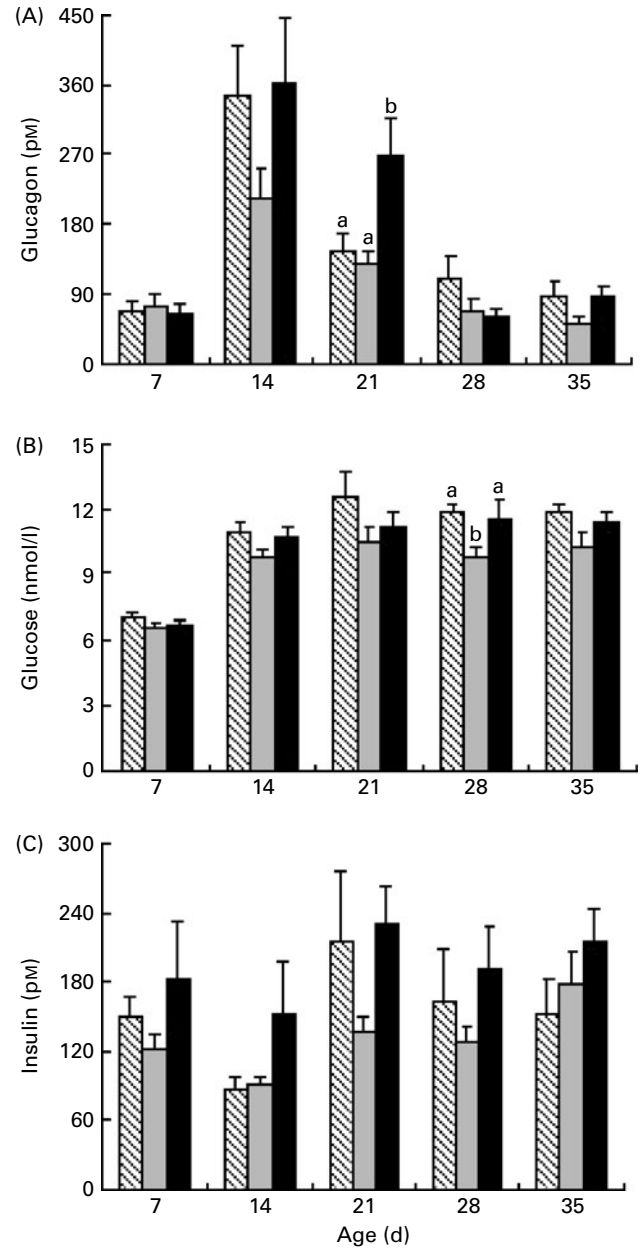 (A)
450
360
270
180
90
0
Glucagon (pM)
a
a
b
7 14 21 28 35
(B)
15
12
9
6
3
0
Glucose (nmol/l)
a
b
a
7 14 21 28 35
(C)
300
240
180
120
60
0
Insulin (pM)
7 14 21 28 35
Age (d)